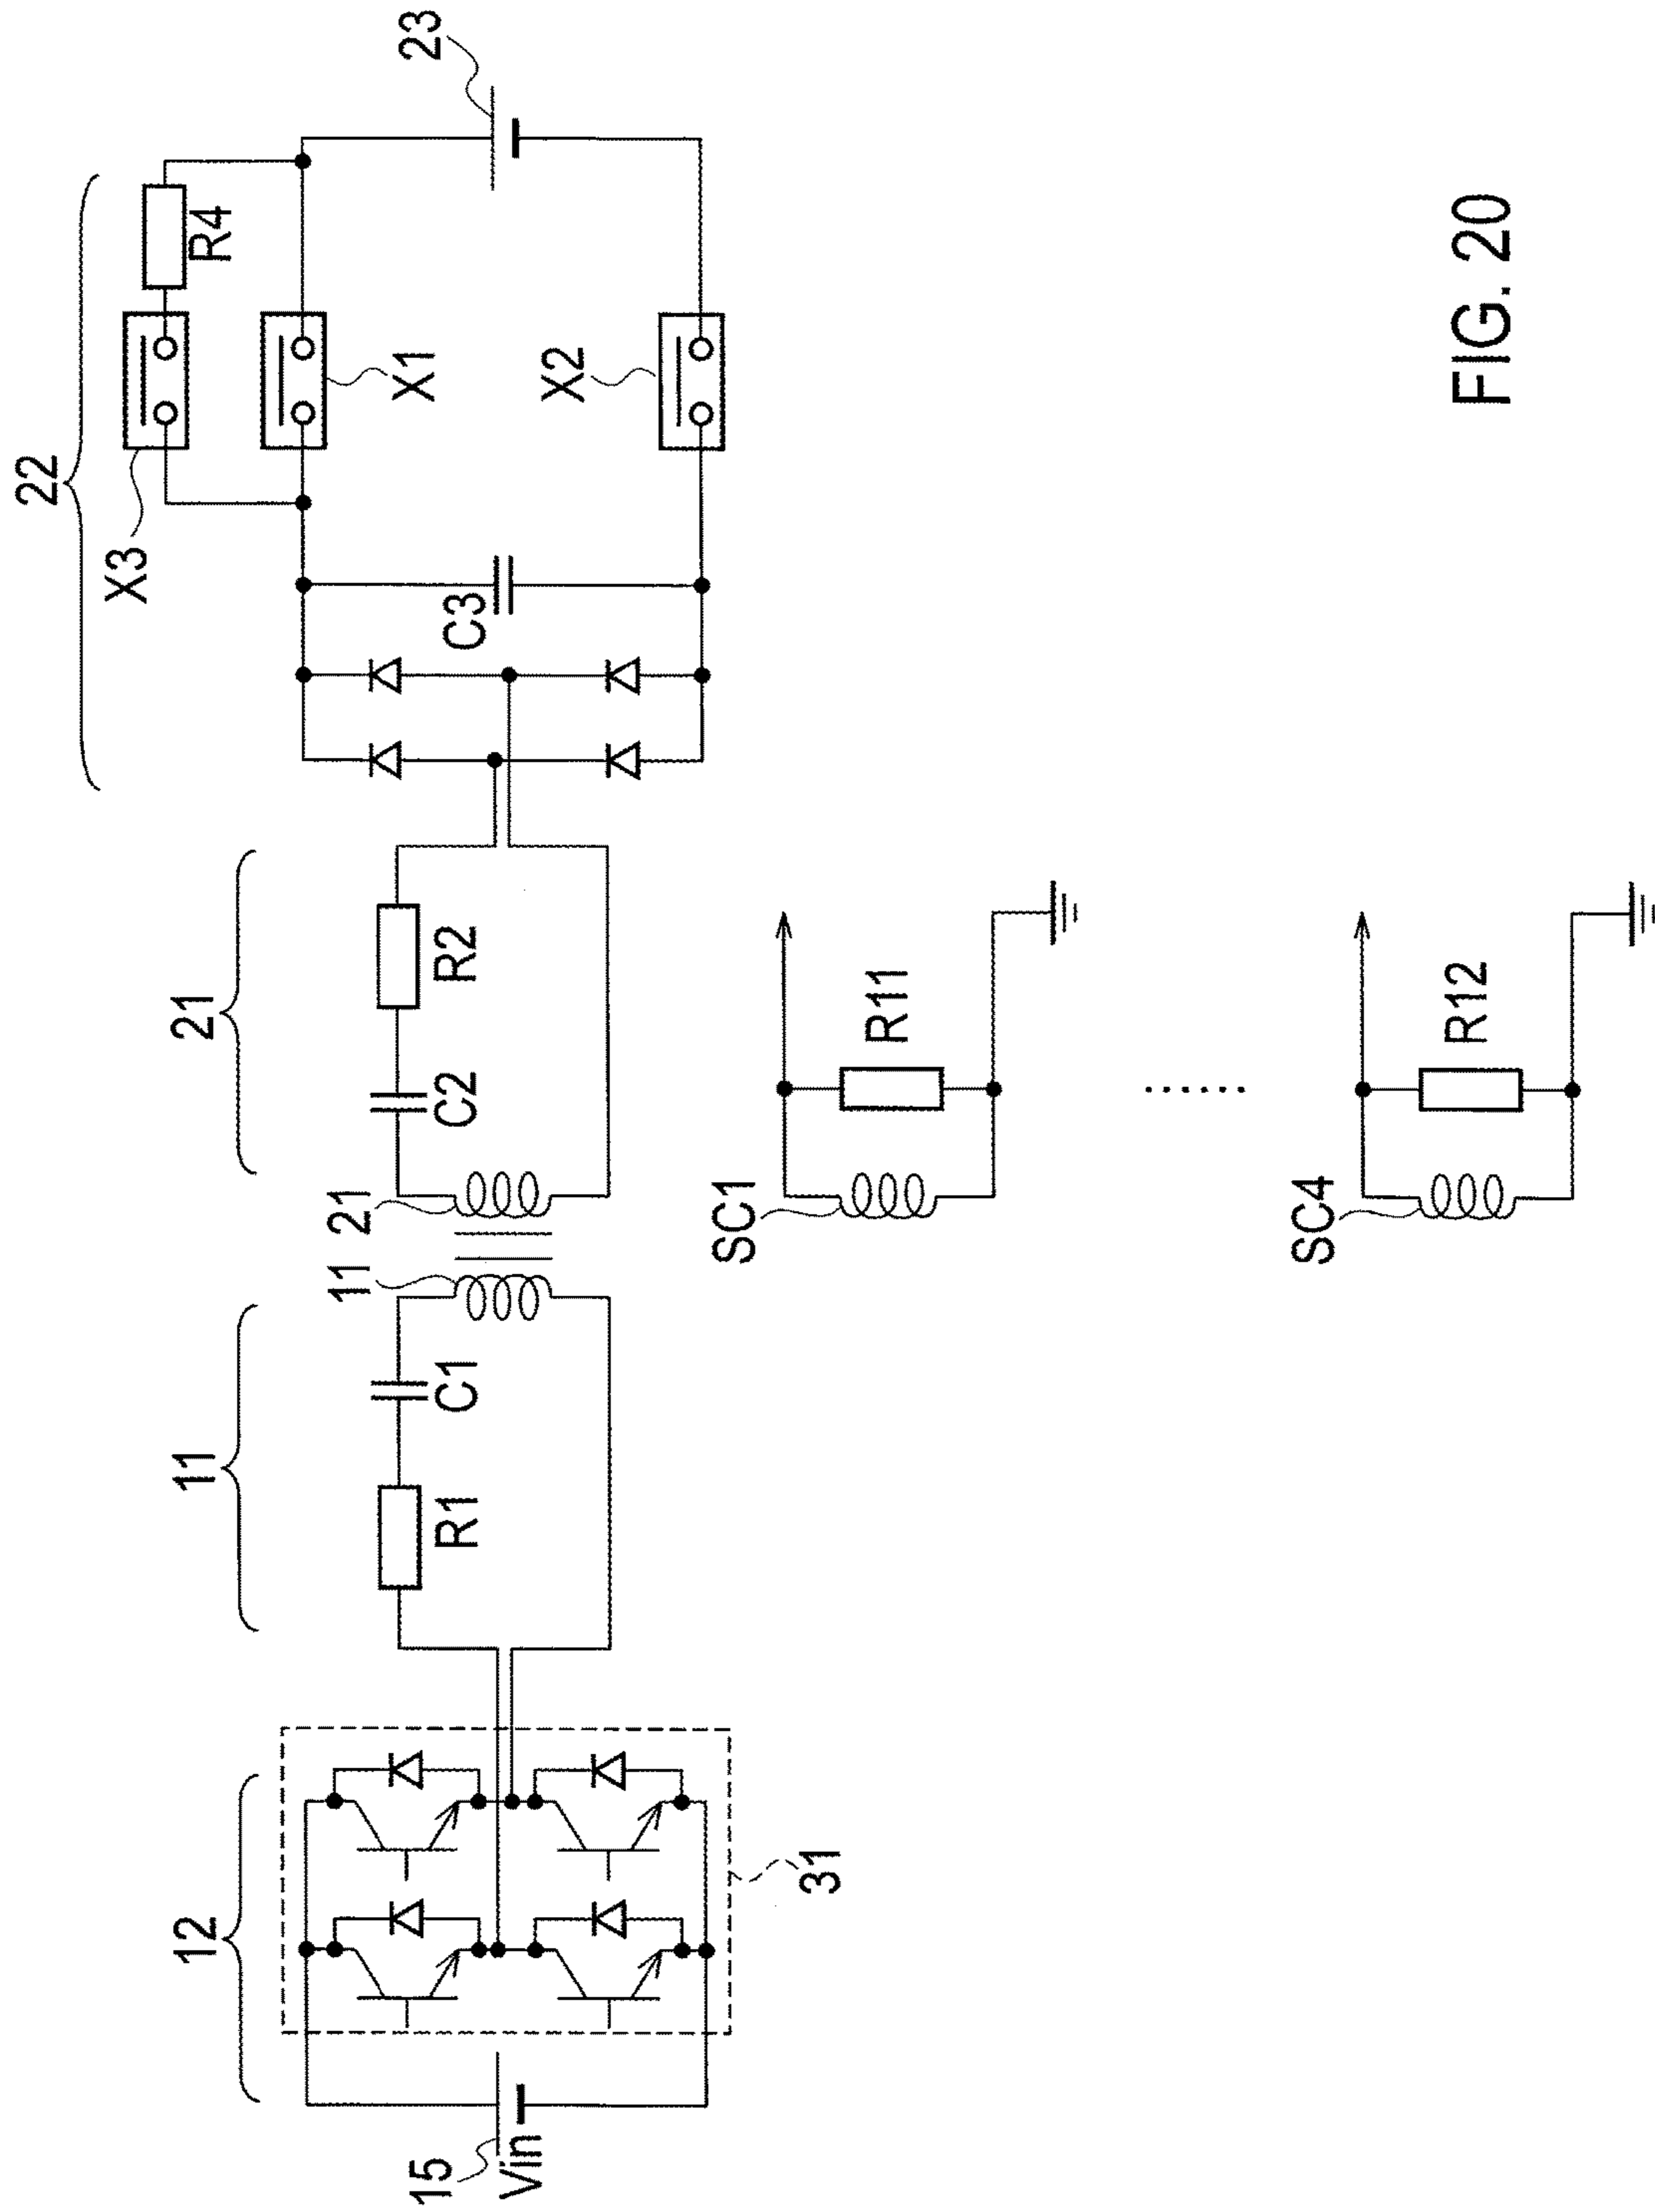 22
X3
R4
23
X1
X2
C3
12
11
21
R1
C1
11
21
C2
R2
15
Vin
31
SC1
R11
......
SC4
R12
FIG. 20